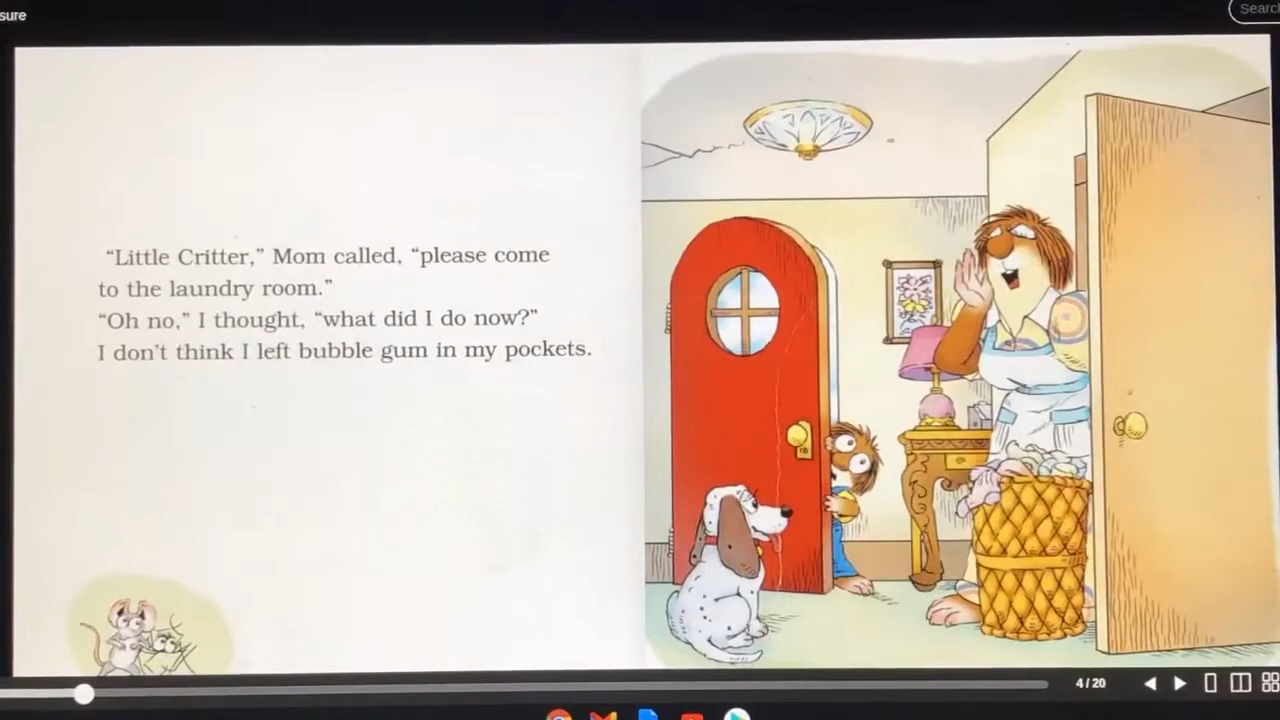 sure
Searc
“Little Critter,” Mom called, “please come
to the laundry room.”
“Oh no,” I thought, “what did I do now?”
I don’t think I left bubble gum in my pockets.
4/20